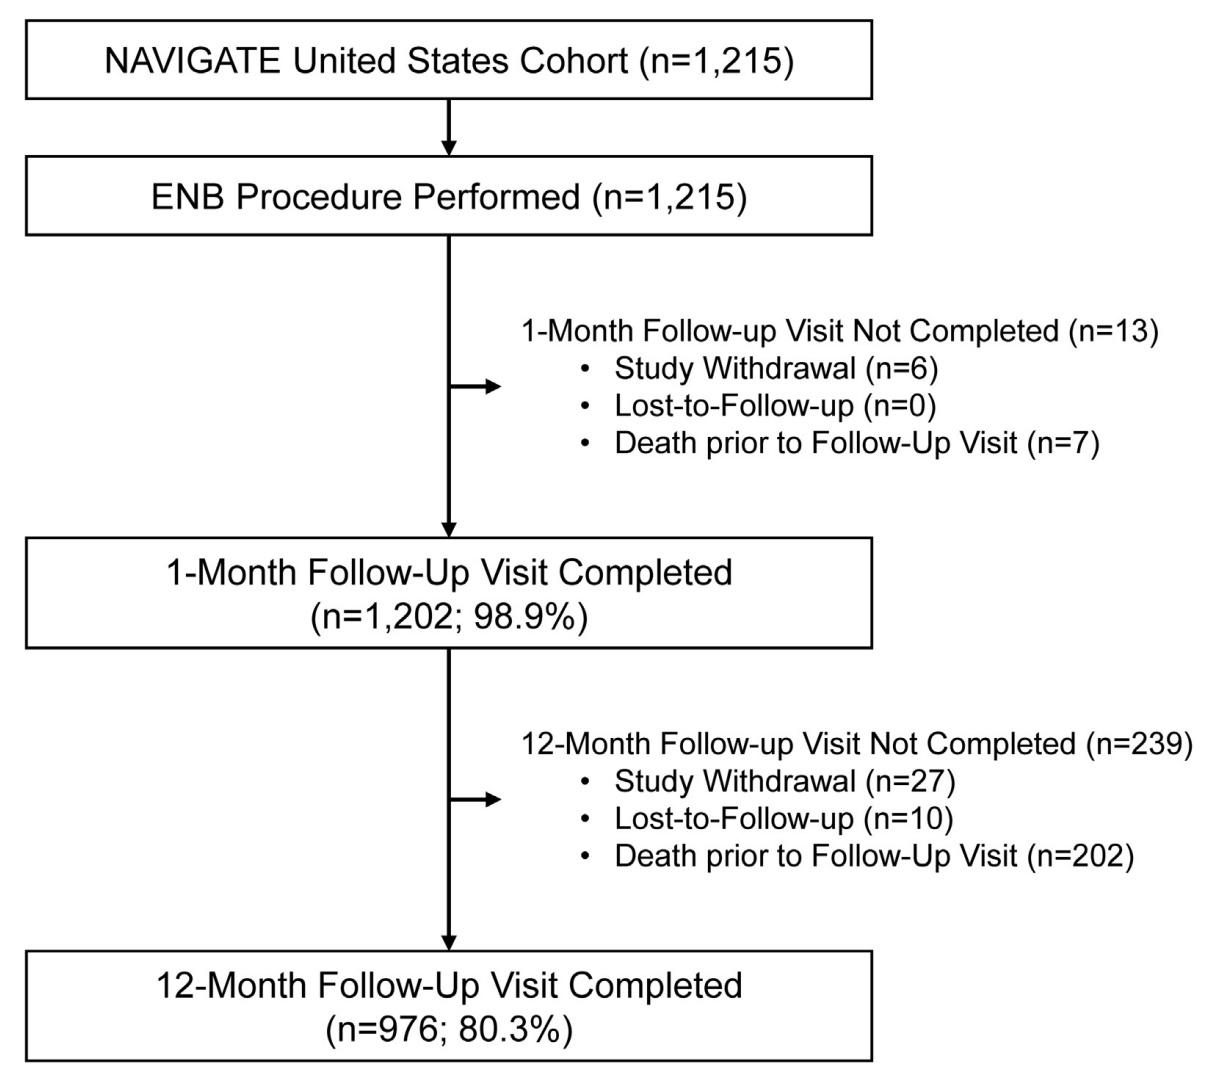 NAVIGATE United States Cohort (n=1,215)
ENB Procedure Performed (n=1,215)
1-Month Follow-up Visit Not Completed (n=13)
• Study Withdrawal (n=6)
• Lost-to-Follow-up (n=0)
• Death prior to Follow-Up Visit (n=7)
1-Month Follow-Up Visit Completed
(n=1,202; 98.9%)
12-Month Follow-up Visit Not Completed (n=239)
• Study Withdrawal (n=27)
• Lost-to-Follow-up (n=10)
• Death prior to Follow-Up Visit (n=202)
12-Month Follow-Up Visit Completed
(n=976; 80.3%)